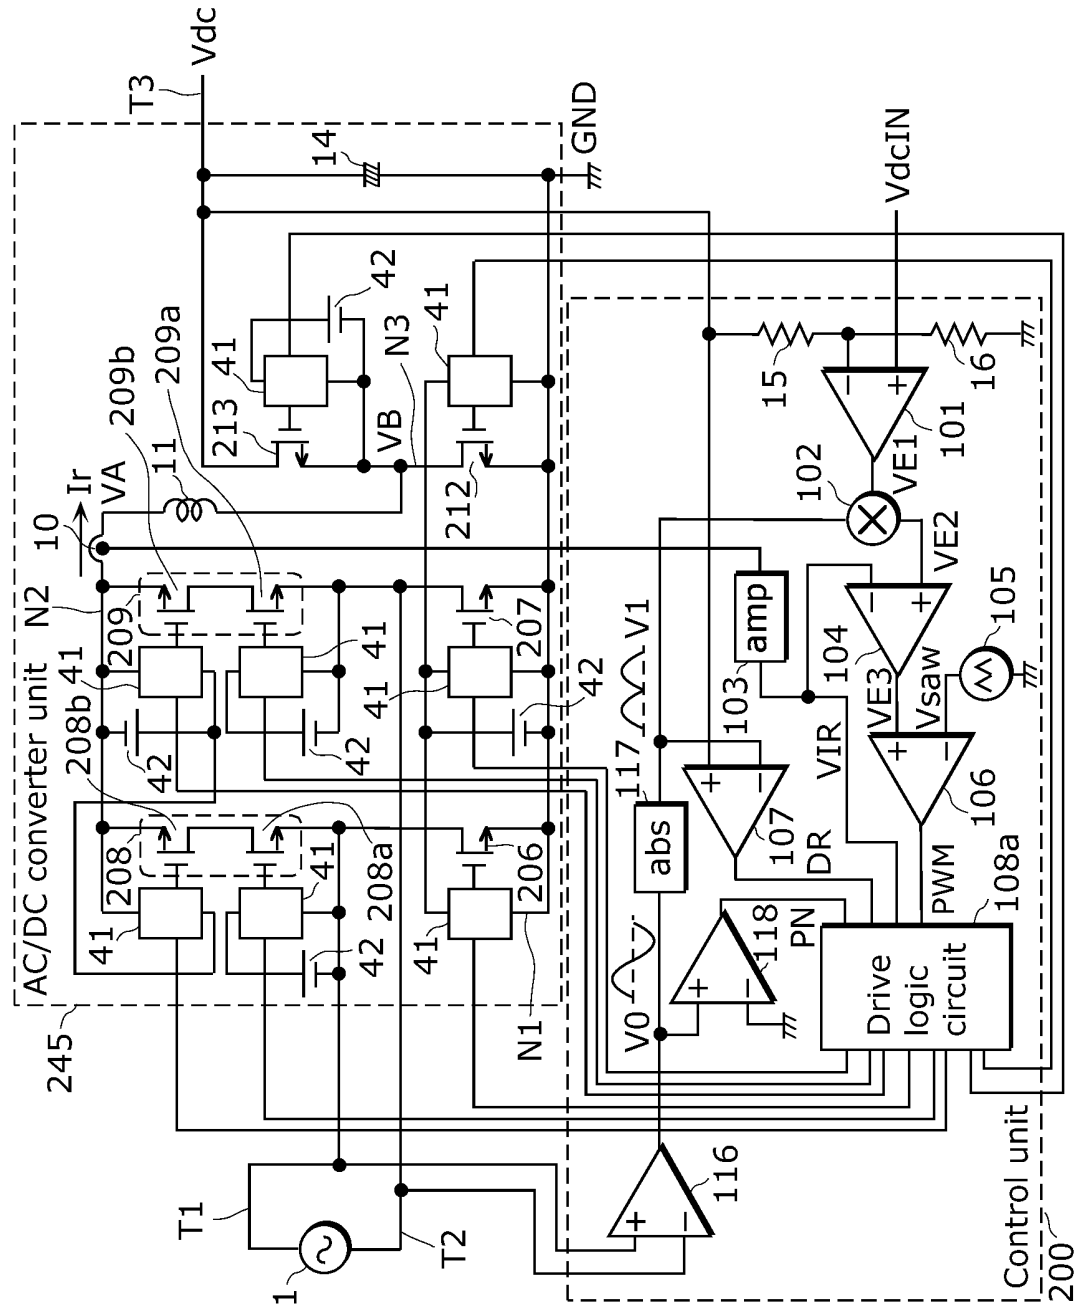 AC/DC converter unit
245
N2
10
Ir
VA
11
209b
209a
T3
Vdc
209
41
208b
42
208
41
41
42
208a
41
42
41
213
41
42
14
VB
N3
41
212
GND
207
41
42
206
41
N1
T1
T2
1
V0
117
V1
abs
amp
103
102
15
16
VdcIN
101
VE1
VE2
104
105
VE3
Vsaw
VIR
107
DR
106
PWM
108a
118
PN
Drive
logic
circuit
116
Control unit
200